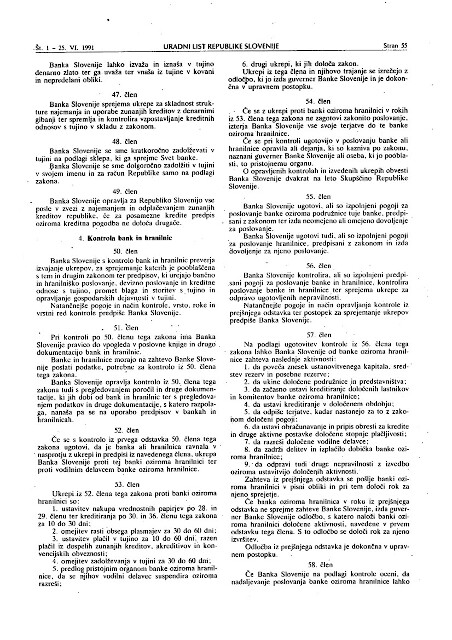 Št. 1 – 25. VI. 1991 URADNI LIST REPUBLIKE SLOVENIJE Stran 55
Banka Slovenije lahko izvaža in iznaša v tujino
denarno zlato ter ga uvaža ter vnaša iz tujine v kovani
in nepredelani obliki.
47. člen
Banka Slovenije sprejema ukrepe za skladnost strukture
najemanja in uporabe zunanjih kreditov z denarnimi
gibanji ter spremlja in kontrolira vzpostavljanje kreditnih
odnosov s tujino v skladu z zakonom.
48. člen
Banka Slovenije se sme kratkoročno zadolževati v
tujini na podlagi sklepa, ki ga sprejme Svet banke.
Banka Slovenije se sme dolgoročno zadolžiti v tujini
v svojem imenu in za račun Republike samo na podlagi
zakona.
49. člen
Banka Slovenije opravlja za Republiko Slovenijo vse
posle v zvezi z najemanjem in odplačevanjem zunanjih
kreditov republike, če za posamezne kredite predpis
oziroma kreditna pogodba ne določa drugače.
4. Kontrola bank in hranilnic
50. člen
Banka Slovenije s kontrolo bank in hranilnic preverja
izvajanje ukrepov, za sprejemanje katerih je pooblaščena
s tem in drugim zakonom ter predpisov, ki urejajo bančno
in hranilniško poslovanje, devizno poslovanje in kreditne
odnose s tujino, promet blaga in storitev s tujino in
opravljanje gospodarskih dejavnosti v tujini.
Natančnejše pogoje in način kontrole, vrsto, roke in
vrstni red kontrole predpiše Banka Slovenije.
51. člen
Pri kontroli po 50. členu tega zakona ima Banka
Slovenije pravico do vpogleda v poslovne knjige in drugo
dokumentacijo bank in hranilnic.
Banke in hranilnice morajo na zahtevo Banke Slovenije
poslati podatke, potrebne za kontrolo iz 50. člena
tega zakona.
Banka Slovenije opravlja kontrolo iz 50. člena tega
zakona tudi s pregledovanjem poročil in druge dokumentacije,
ki jih dobi od bank in hranilnic ter s pregledovanjem
podatkov in druge dokumentacije, s katero razpolaga,
nanaša pa se na uporabo predpisov v bankah in
hranilnicah.
52. člen
Če se s kontrolo iz prvega odstavka 50. člena tega
zakona ugotovi, da je banka ali hranilnica ravnala v
nasprotju z ukrepi in predpisi iz navedenega člena, ukrepa
Banka Slovenije proti tej banki oziroma hranilnici ter
proti vodilnim delavcem banke oziroma hranilnice.
53. člen
Ukrepi iz 52. člena tega zakona proti banki oziroma
hranilnici so:
1. ustavitev nakupa vrednostnih papirjev po 28. in
29. členu ter kreditiranja po 30. in 36. členu tega zakona
za 10 do 30 dni;
2. omejitev rasti obsega plasmajev za 30 do 60 dni;
3. ustavitev plačil v tujino za 10 do 60 dni, razen
plačil iz dospelih zunanjih kreditov, akreditivov in konvencijskih
obveznosti;
4. omejitev zadolževanja v tujini za 30 do 60 dni;
5. predlog pristojnim organom banke oziroma hranilnice,
da se njihov vodilni delavec suspendira oziroma
razreši;
6. drugi ukrepi, ki jih določa zakon.
Ukrepi iz tega člena in njihovo trajanje se izrečejo z
odločbo, ki jo izda guverner Banke Slovenije in je dokončna
v upravnem postopku.
54. člen
Če se z ukrepi proti banki oziroma hranilnici v rokih
iz 53. člena tega zakona ne zagotovi zakonito poslovanje,
izterja Banka Slovenije vse svoje terjatve do te banke
oziroma hranilnice.
Če se pri kontroli ugotovijo v poslovanju banke ali
hranilnice opravila ali dejanja, ki so kazniva po zakonu,
naznani guverner Banke Slovenije ali oseba, ki jo pooblasti,
to pristojnemu organu.
O opravljenih kontrolah in izvedenih ukrepih obvesti
Banka Slovenije dvakrat na leto Skupščino Republike
Slovenije.
55. člen
Banka Slovenije ugotovi, ali so izpolnjeni pogoji za
poslovanje banke oziroma podružnice tuje banke, predpisani
z zakonom ter izda neomejeno ali omejeno dovoljenje
za poslovanje.
Banka Slovenije ugotovi tudi, ali so izpolnjeni pogoji
za poslovanje hranilnice, predpisani z zakonom in izda
dovoljenje za njeno poslovanje.
56. člen
Banka Slovenije kontrolira, ali so izpolnjeni predpisani
pogoji za poslovanje banke in hranilnice, kontrolira
poslovanje banke in hranilnice ter sprejema ukrepe za
odpravo ugotovljenih nepravilnosti.
Natančnejše pogoje in način opravljanja kontrole iz
prejšnjega odstavka ter postopek za sprejemanje ukrepov
predpiše Banka Slovenije.
57. člen
Na podlagi ugotovitev kontrole iz 56. člena tega
zakona lahko Banka Slovenije od banke oziroma hranilnice
zahteva naslednje aktivnosti:
1. da poveča znesek ustanovitvenega kapitala, sredstev
rezerv in posebne rezerve;
2. da ukine določene podružnice in predstavništva;
3. da začasno ustavi kreditiranje določenih lastnikov
in komitentov banke oziroma hranilnice;
4. da ustavi kreditiranje v določenem obdobju;
5. da odpiše terjatve, kadar nastanejo za to z zakonom
določeni pogoji;
6. da ustavi obračunavanje in pripis obresti za kredite
in druge aktivne postavke določene stopnje plačljivosti;
7. da razreši določene vodilne delavce;
8. da zadrži delitev in izplačilo dobička banke oziroma
hranilnice;
9. da odpravi tudi druge nepravilnosti z izvedbo
oziroma ustavitvijo določenih aktivnosti.
Zahteva iz prejšnjega odstavka se pošlje banki oziroma
hranilnici v pisni obliki in pri tem določi rok za
njeno sprejetje.
Če banka oziroma hranilnica v roku iz prejšnjega
odstavka ne sprejme zahteve Banke Slovenije, izda guverner
Banke Slovenije odločbo, s katero naloži banki oziroma
hranilnici določene aktivnosti, navedene v prvem
odstavku tega člena. S to odločbo se določi rok za njeno
izvršitev.
Odločba iz prejšnjega odstavka je dokončna v upravnem
postopku.
58. člen
Če Banka Slovenije na podlagi kontrole oceni, da
nadaljevanje poslovanja banke oziroma hranilnice lahko